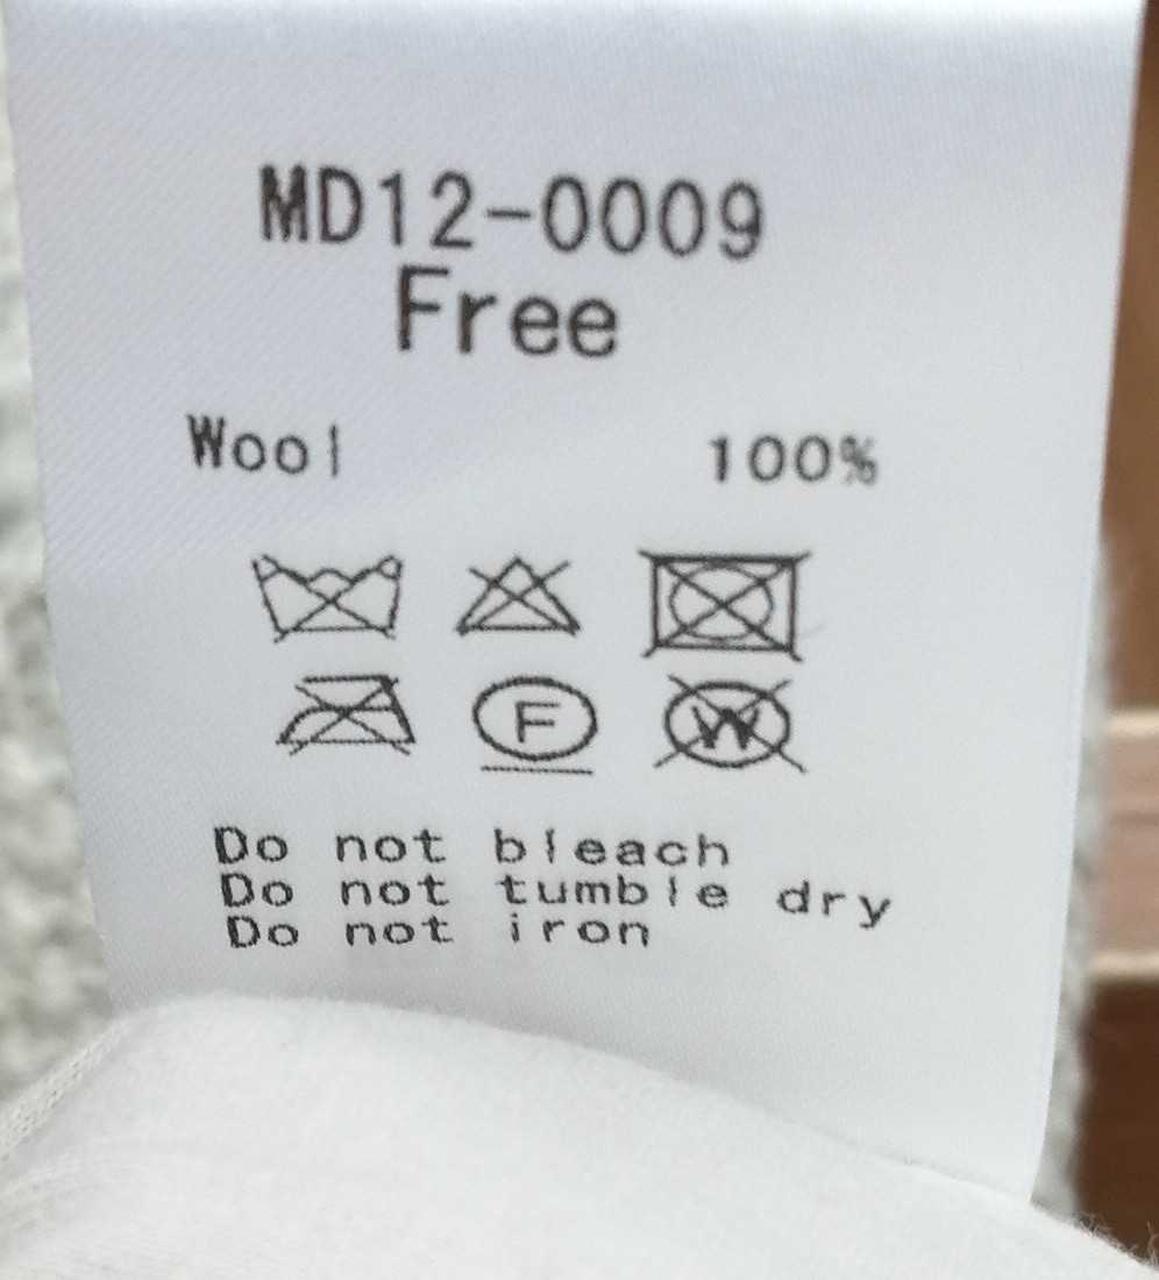 MD12-0009
Free
Wool 100%
F W
Do not bleach
Do not tumble dry
Do not iron